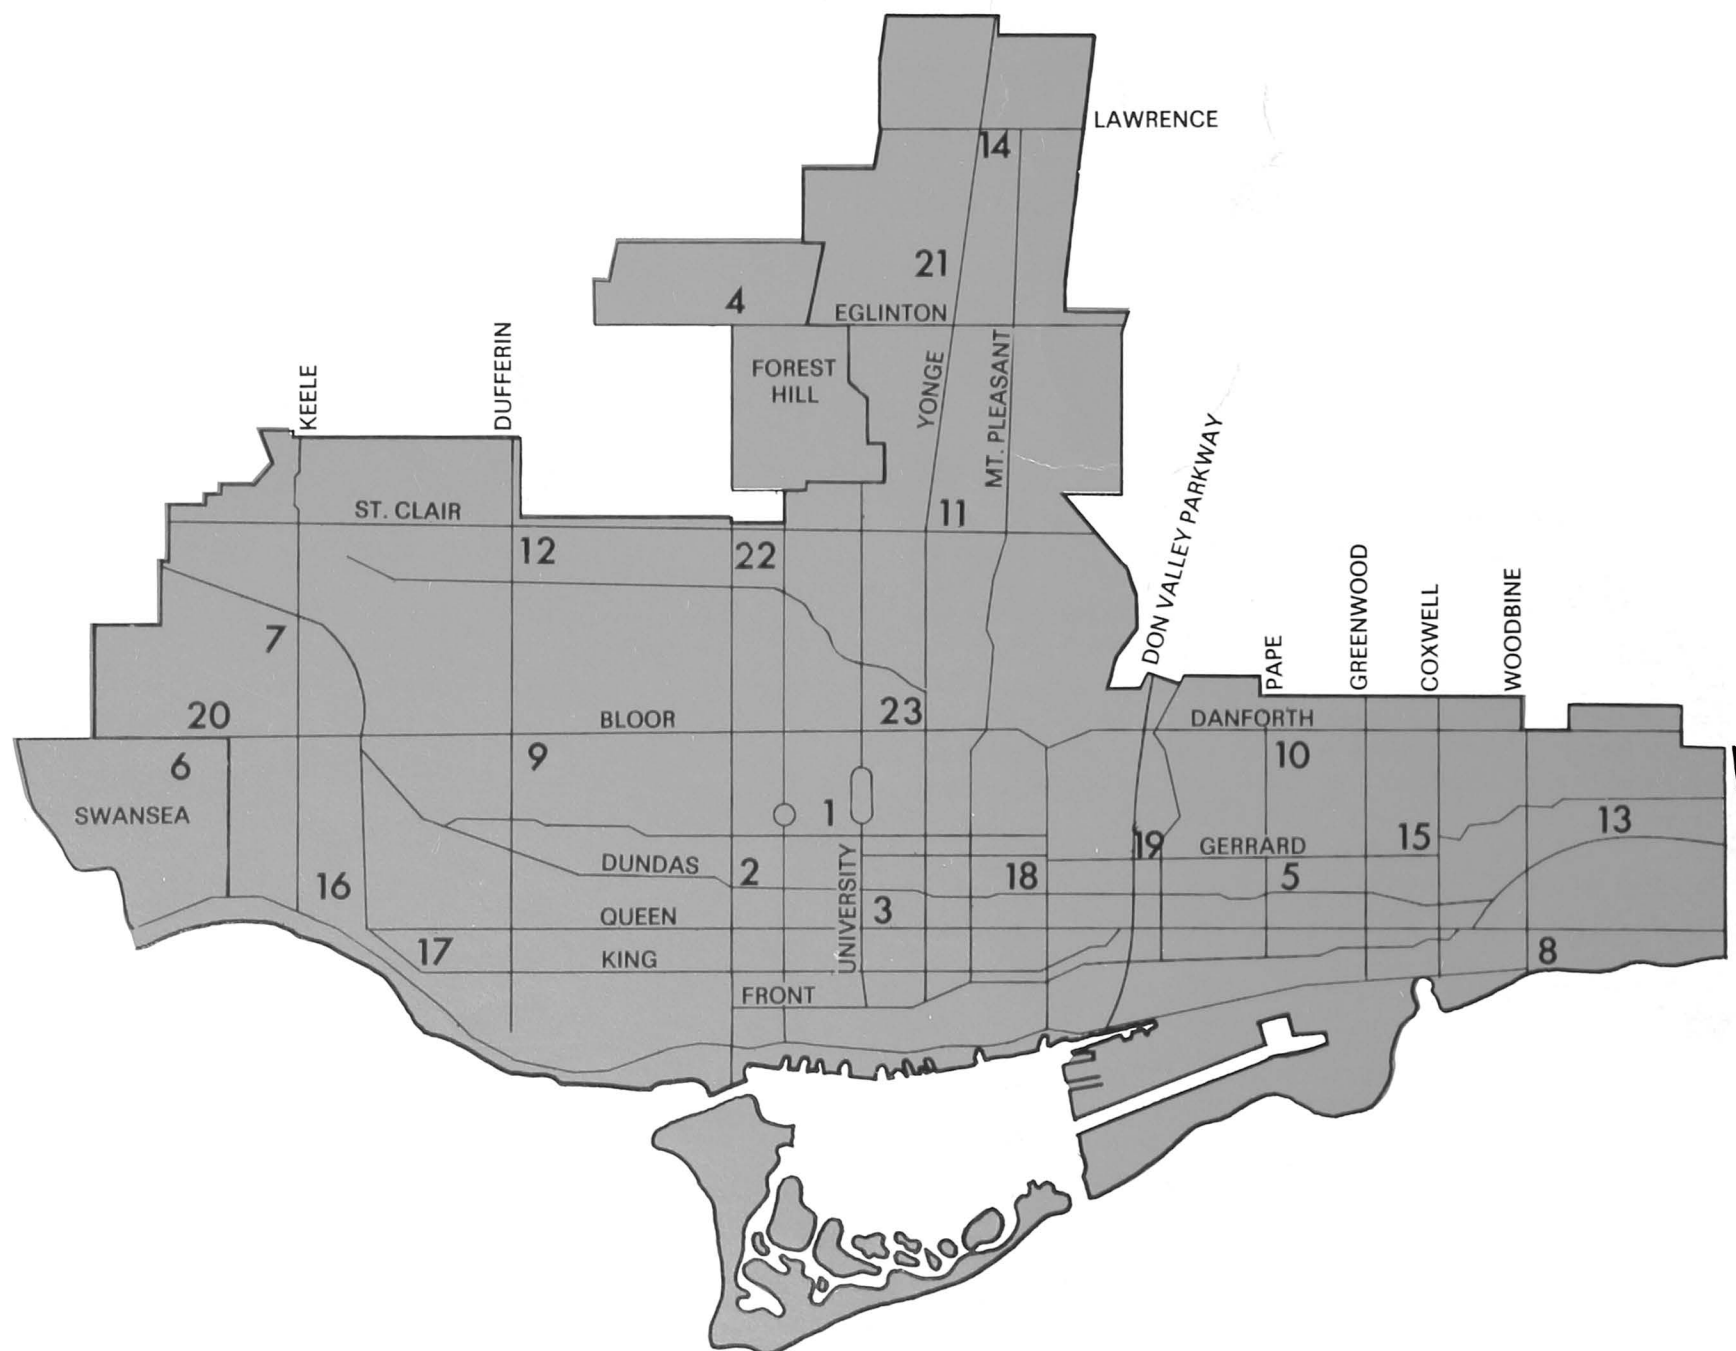 LAWRENCE
14
21
4
EGLINTON
FOREST
HILL
YONGE
MT. PLEASANT
KEELE
DUFFERIN
ST. CLAIR
11
12
22
DON VALLEY PARKWAY
PAPE
GREENWOOD
COXWELL
WOODBINE
7
20
BLOOR
23
DANFORTH
6
9
10
SWANSEA
1
13
15
19
GERRARD
DUNDAS
2
UNIVERSITY
18
5
16
QUEEN
3
17
KING
8
FRONT